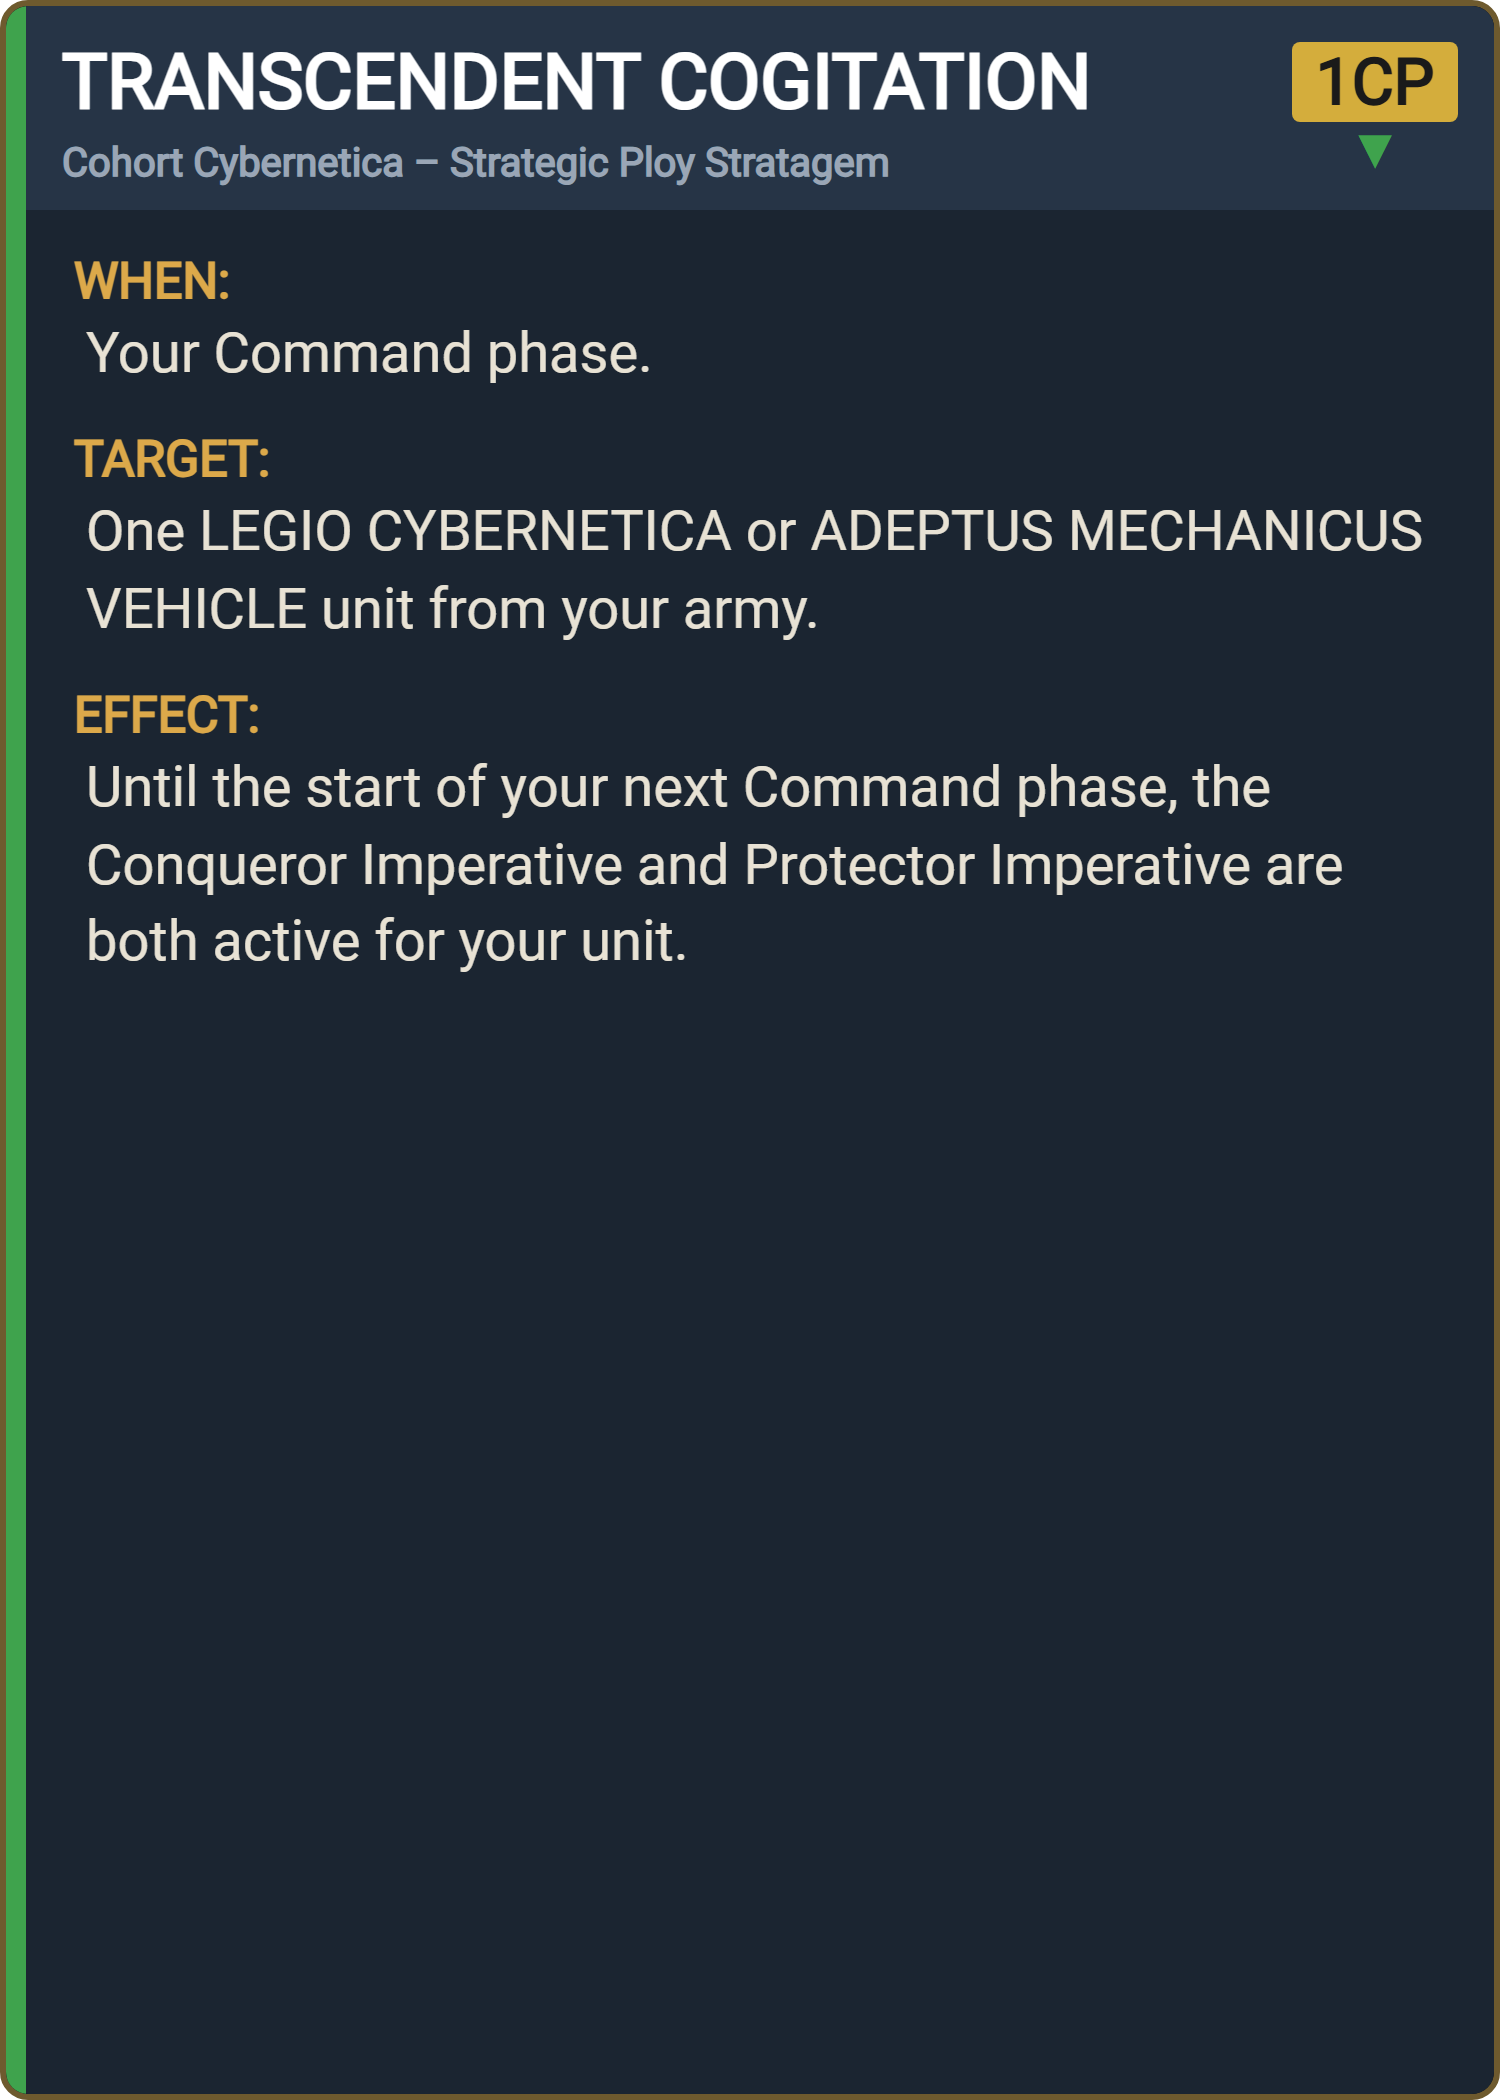 TRANSCENDENT COGITATION
1CP
Cohort Cybernetica – Strategic Ploy Stratagem
WHEN:
Your Command phase.
TARGET:
One LEGIO CYBERNETICA or ADEPTUS MECHANICUS
VEHICLE unit from your army.
EFFECT:
Until the start of your next Command phase, the
Conqueror Imperative and Protector Imperative are
both active for your unit.